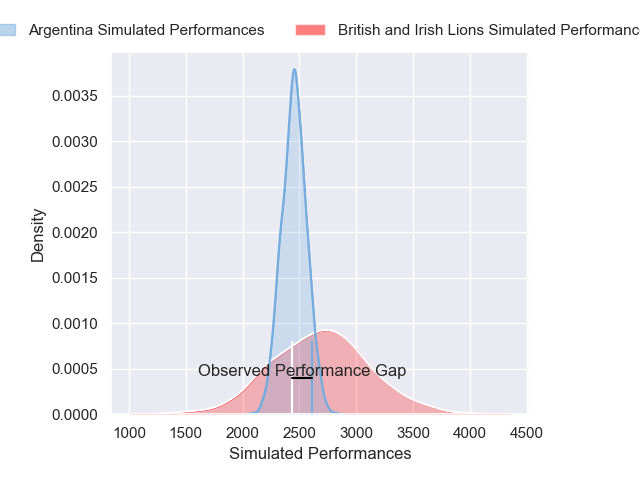 Argentina Simulated Performances
British and Irish Lions Simulated Performanc
0.0035
0.0030
0.0025
0.0020
0.0015
0.0010
0.0005
0.0000
Density
Observed Performance Gap
1000 1500 2000 2500 3000 3500 4000 4500
Simulated Performances